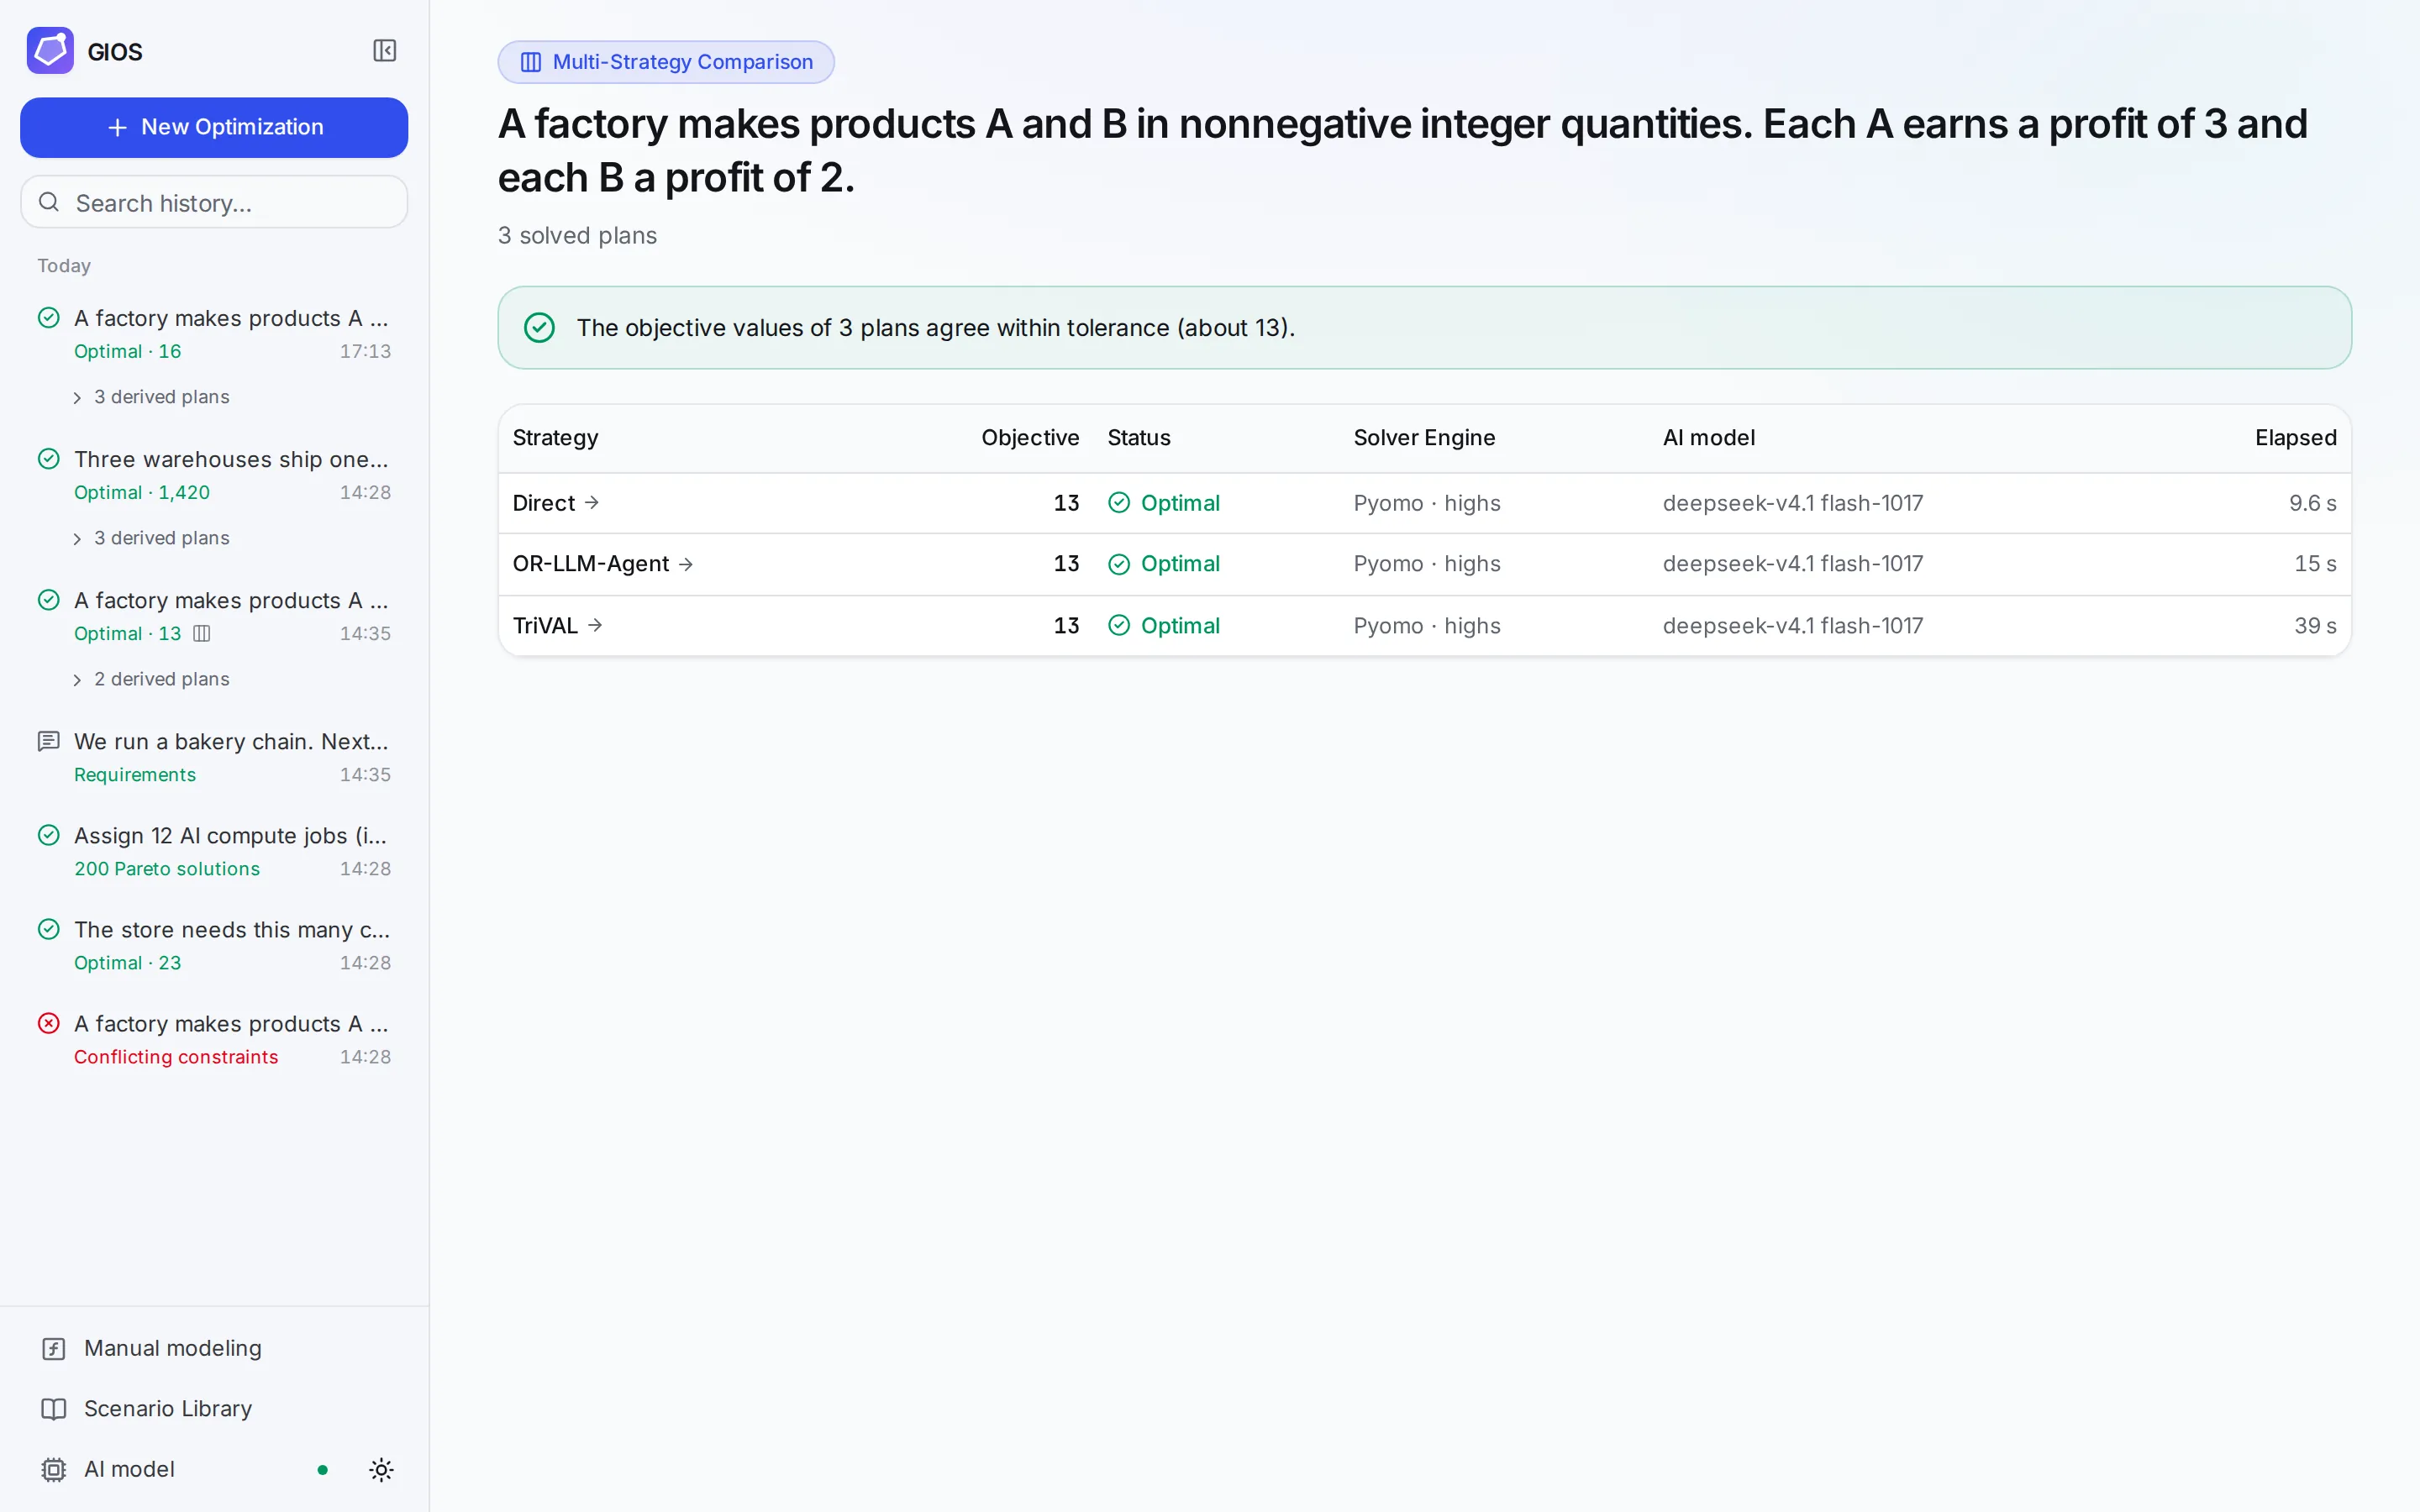 GIOS
New Optimization
Search history...
Today
A factory makes products A ...
Optimal · 16 17:13
3 derived plans
Three warehouses ship one...
Optimal · 1,420 14:28
3 derived plans
A factory makes products A ...
Optimal · 13 14:35
2 derived plans
We run a bakery chain. Next...
Requirements 14:35
Assign 12 AI compute jobs (i...
200 Pareto solutions 14:28
The store needs this many c...
Optimal · 23 14:28
A factory makes products A ...
Conflicting constraints 14:28
Manual modeling
Scenario Library
AI model
Multi-Strategy Comparison
A factory makes products A and B in nonnegative integer quantities. Each A earns a profit of 3 and
each B a profit of 2.
3 solved plans
The objective values of 3 plans agree within tolerance (about 13).
Strategy Objective Status Solver Engine AI model Elapsed
Direct → 13 Optimal Pyomo · highs deepseek-v4.1 flash-1017 9.6 s
OR-LLM-Agent → 13 Optimal Pyomo · highs deepseek-v4.1 flash-1017 15 s
TriVAL → 13 Optimal Pyomo · highs deepseek-v4.1 flash-1017 39 s